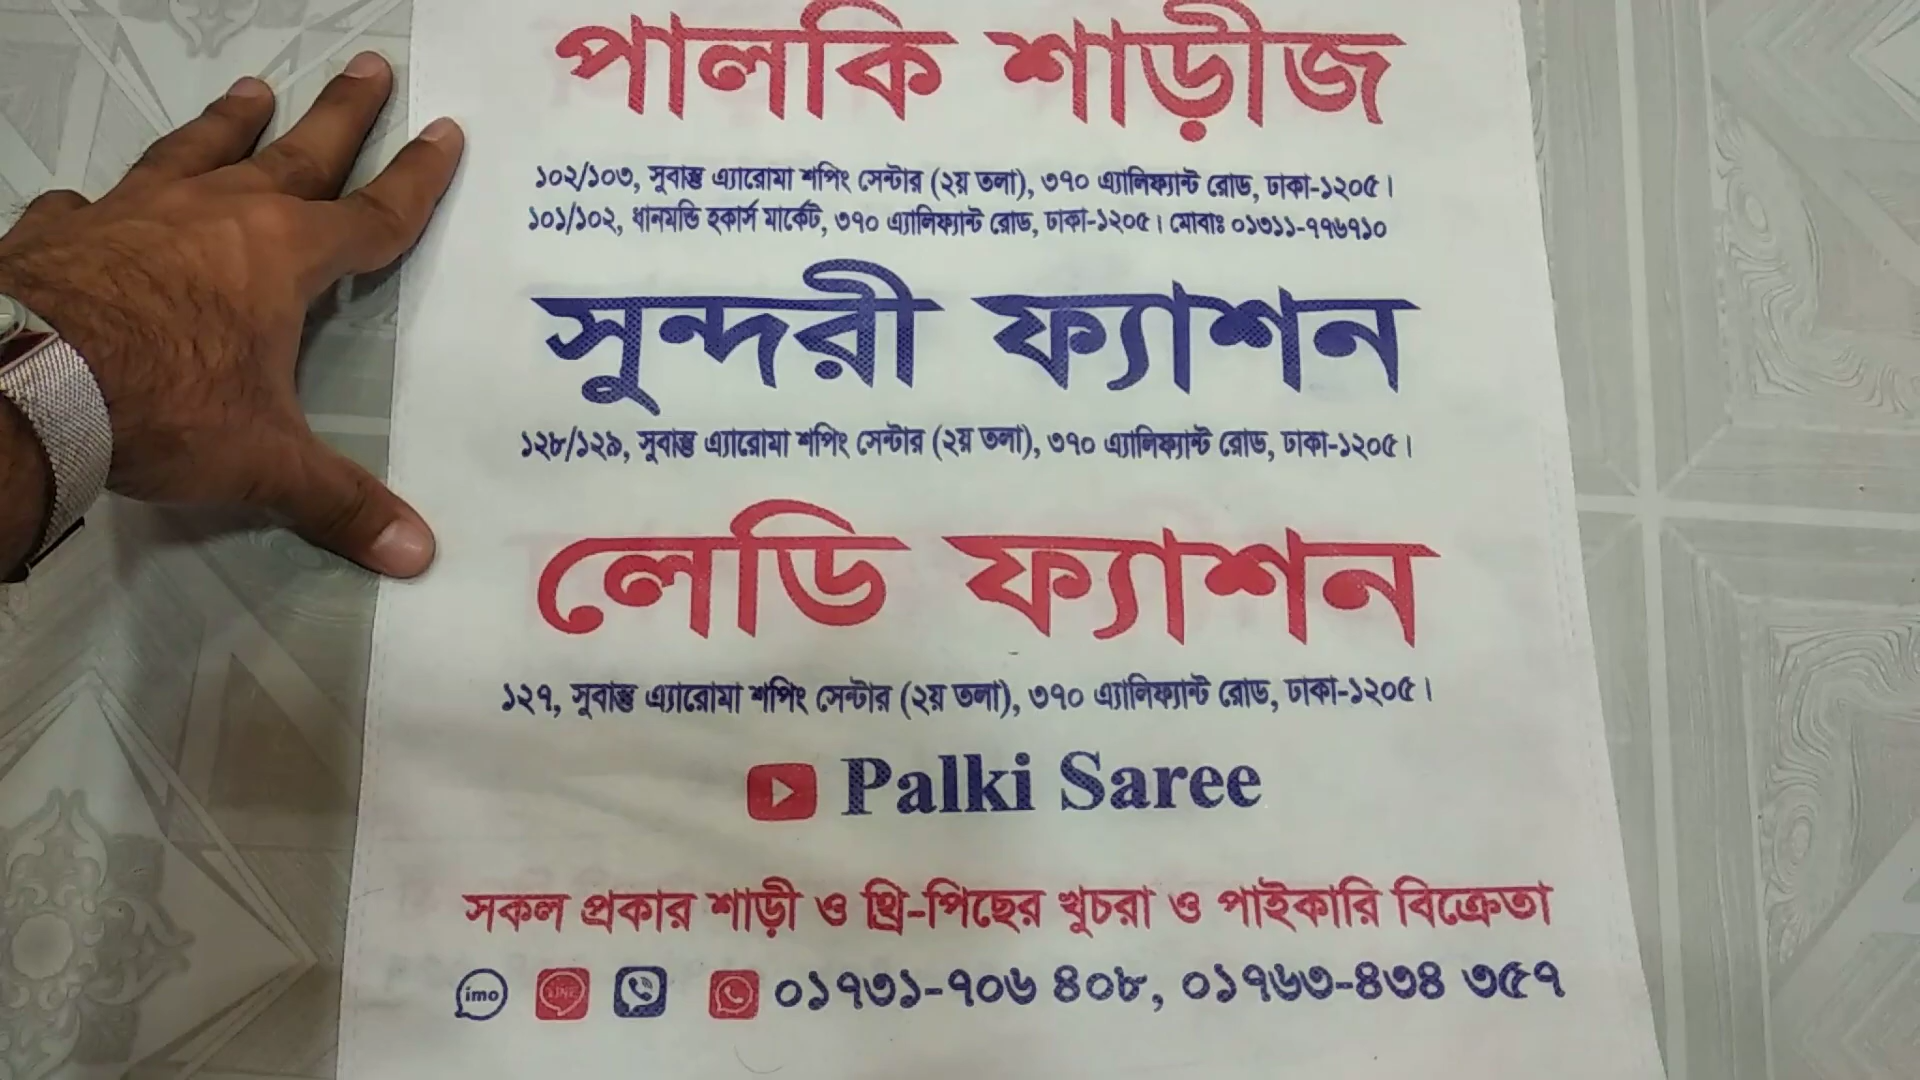 পালকি শাড়ীজ
১০২/১০৩, সুবাস্তু এ্যারোমা শপিং সেন্টার (২য় তলা), ৩৭০ এ্যালিফ্যান্ট রোড, ঢাকা-১২০৫।
১০১/১০২, ধানমন্ডি হকার্স মার্কেট, ৩৭০ এ্যালিফ্যান্ট রোড, ঢাকা-১২০৫। মোবাঃ ০১৩১১-৭৭৬৭১০
সুন্দরী ফ্যাশন
১২৮/১২৯, সুবাস্তু এ্যারোমা শপিং সেন্টার (২য় তলা), ৩৭০ এ্যালিফ্যান্ট রোড, ঢাকা-১২০৫।
লেডি ফ্যাশন
১২৭, সুবাস্তু এ্যারোমা শপিং সেন্টার (২য় তলা), ৩৭০ এ্যালিফ্যান্ট রোড, ঢাকা-১২০৫।
Palki Saree
সকল প্রকার শাড়ী ও থ্রি-পিছের খুচরা ও পাইকারি বিক্রেতা
imo LINE ০১৭৩১-৭০৬ ৪০৮, ০১৭৬৩-৪৩৪ ৩৫৭